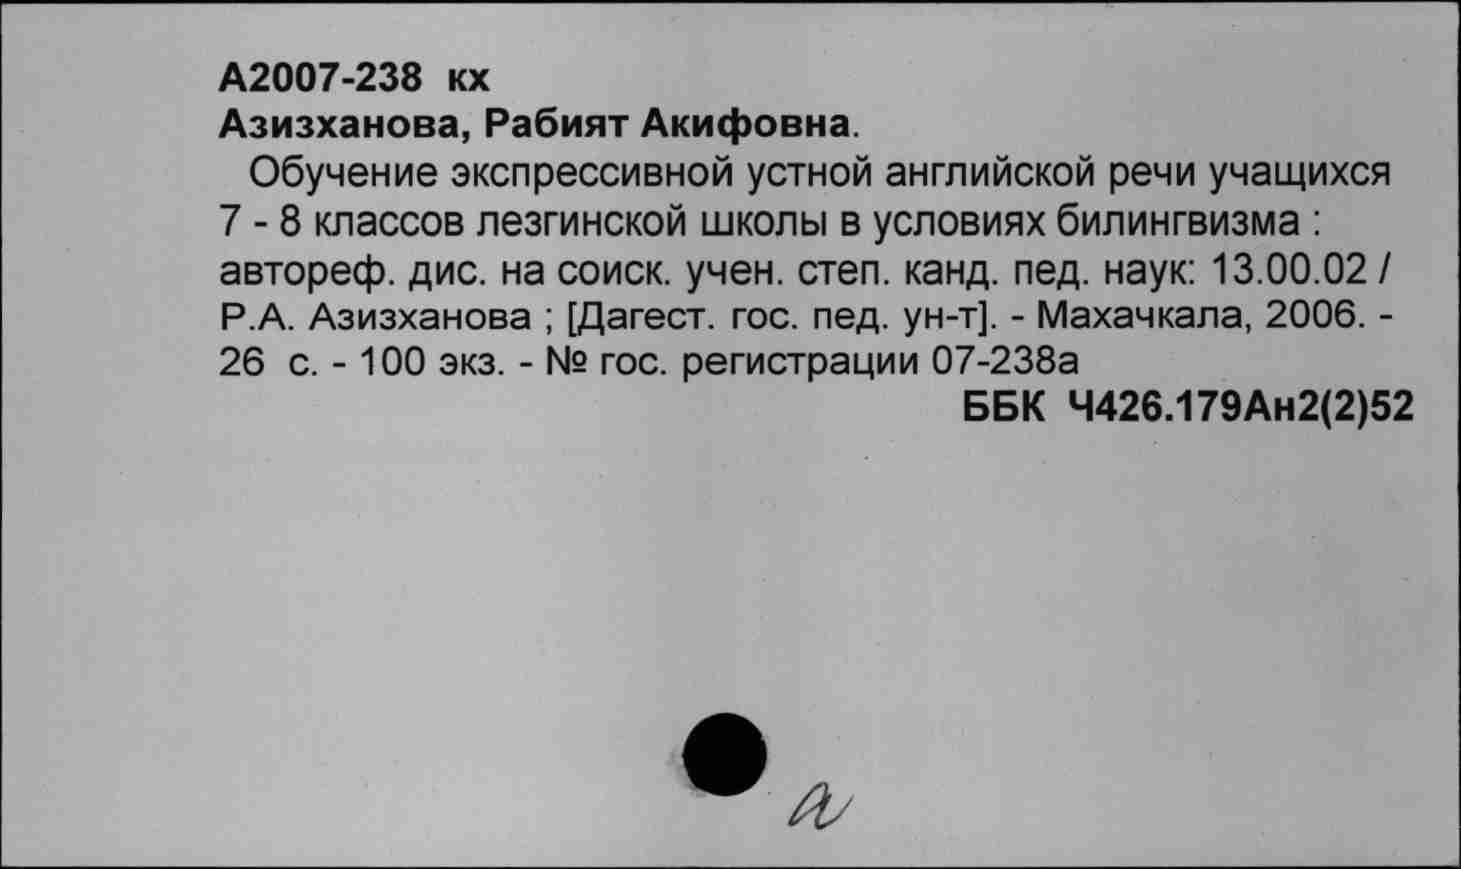 А2007-238 кх
Азизханова, Рабият Акифовна.
Обучение экспрессивной устной английской речи учащихся
7 - 8 классов лезгинской школы в условиях билингвизма :
автореф. дис. на соиск. учен. степ. канд. пед. наук: 13.00.02 /
Р.А. Азизханова ; [Дагест. гос. пед. ун-т]. - Махачкала, 2006. -
26 с. - 100 экз. - № гос. регистрации 07-238а
ББК Ч426.179Ан2(2)52